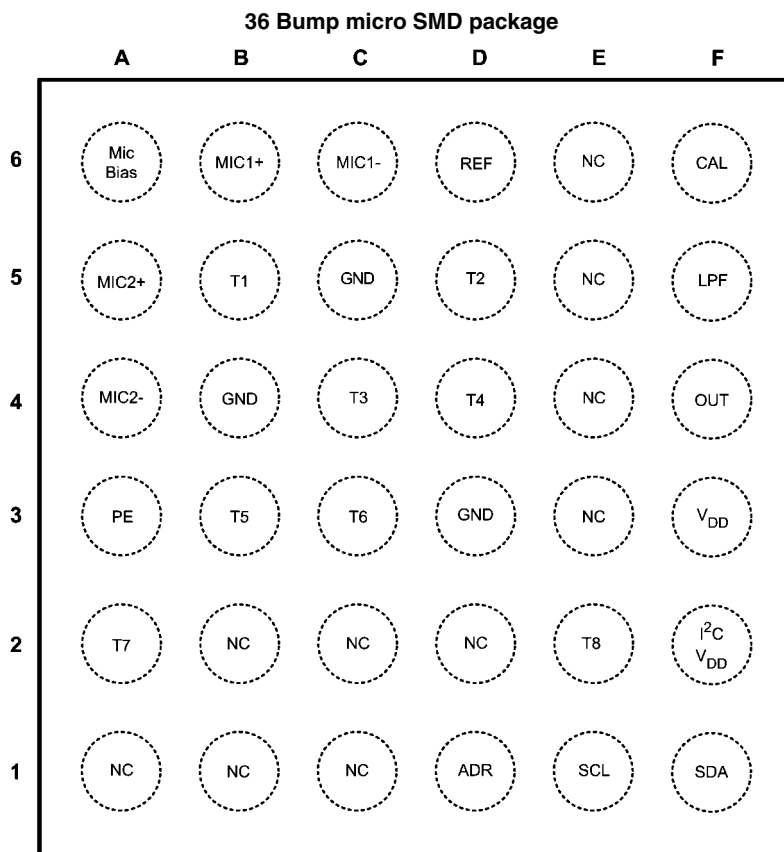 36 Bump micro SMD package
A B C D E F
6 Mic Bias MIC1+ MIC1- REF NC CAL
5 MIC2+ T1 GND T2 NC LPF
4 MIC2- GND T3 T4 NC OUT
3 PE T5 T6 GND NC VDD
2 T7 NC NC NC T8 I²C VDD
1 NC NC NC ADR SCL SDA